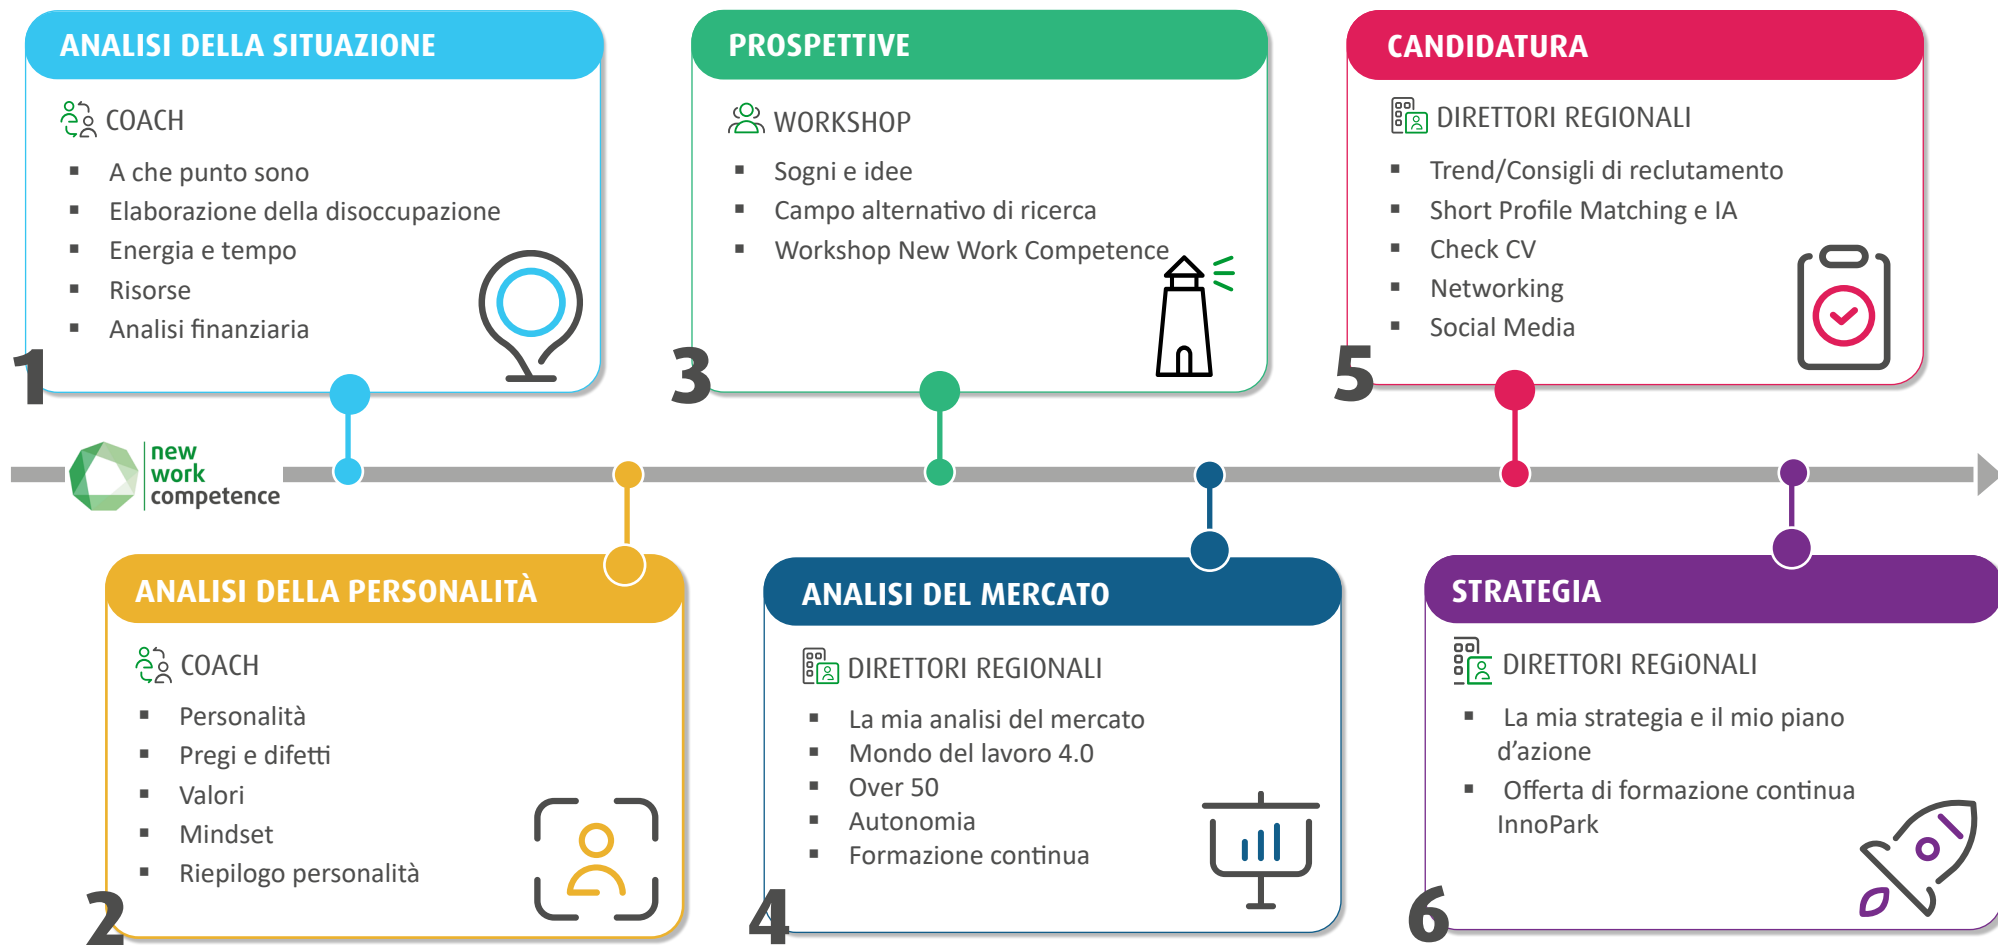 ANALISI DELLA SITUAZIONE
COACH
▪ A che punto sono
▪ Elaborazione della disoccupazione
▪ Energia e tempo
▪ Risorse
▪ Analisi finanziaria
1
PROSPETTIVE
WORKSHOP
▪ Sogni e idee
▪ Campo alternativo di ricerca
▪ Workshop New Work Competence
3
CANDIDATURA
DIRETTORI REGIONALI
▪ Trend/Consigli di reclutamento
▪ Short Profile Matching e IA
▪ Check CV
▪ Networking
▪ Social Media
5
new
work
competence
ANALISI DELLA PERSONALITÀ
COACH
▪ Personalità
▪ Pregi e difetti
▪ Valori
▪ Mindset
▪ Riepilogo personalità
2
ANALISI DEL MERCATO
DIRETTORI REGIONALI
▪ La mia analisi del mercato
▪ Mondo del lavoro 4.0
▪ Over 50
▪ Autonomia
▪ Formazione continua
4
STRATEGIA
DIRETTORI REGiONALI
▪ La mia strategia e il mio piano
d’azione
▪ Offerta di formazione continua
InnoPark
6